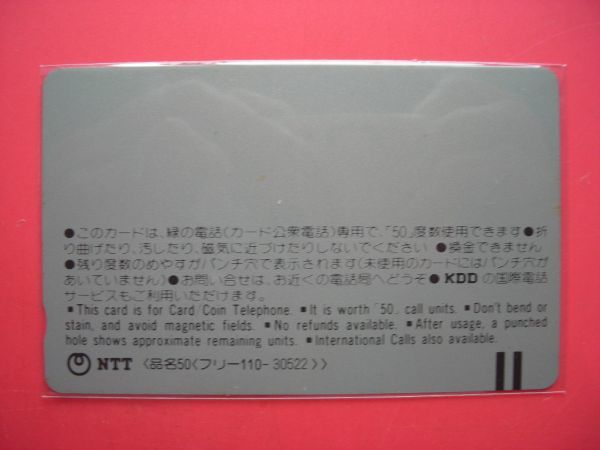 ●このカードは、緑の電話(カード公衆電話)専用で、「50」度数使用できます●折
り曲げたり、汚したり、磁気に近づけたりしないでください ●換金できません
●残り度数のめやすがパンチ穴で表示されます(未使用のカードにはパンチ穴が
あいていません)●お問い合せは、お近くの電話局へどうぞ● KDD の国際電話
サービスもご利用いただけます。
▪ This card is for Card/Coin Telephone. ▪ It is worth「50」call units. ▪ Don't bend or
stain, and avoid magnetic fields. ▪ No refunds available. ▪ After usage, a punched
hole shows approximate remaining units. ▪ International Calls also available.
NTT 〈品名50〈フリー110-30522〉〉